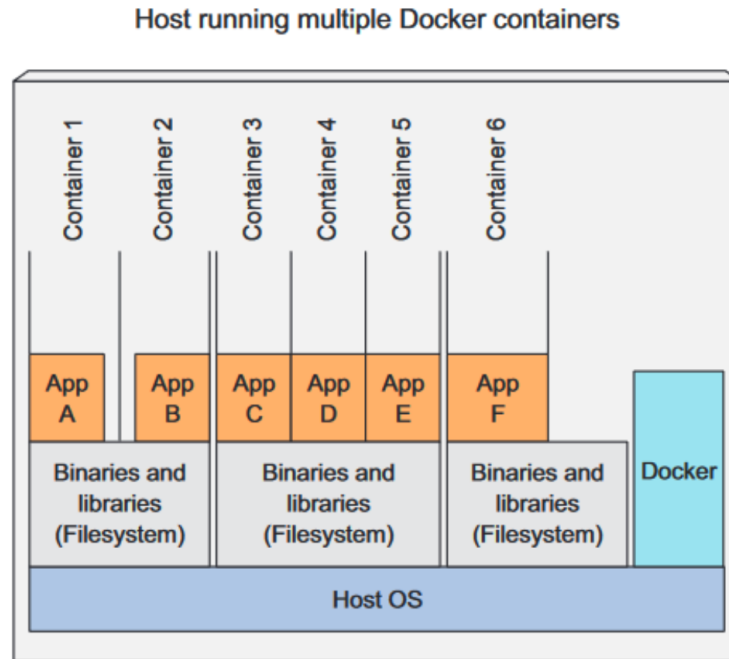 Host running multiple Docker containers
Container 1
Container 2
Container 3
Container 4
Container 5
Container 6
App
A
App
B
App
C
App
D
App
E
App
F
Binaries and
libraries
(Filesystem)
Binaries and
libraries
(Filesystem)
Binaries and
libraries
(Filesystem)
Docker
Host OS